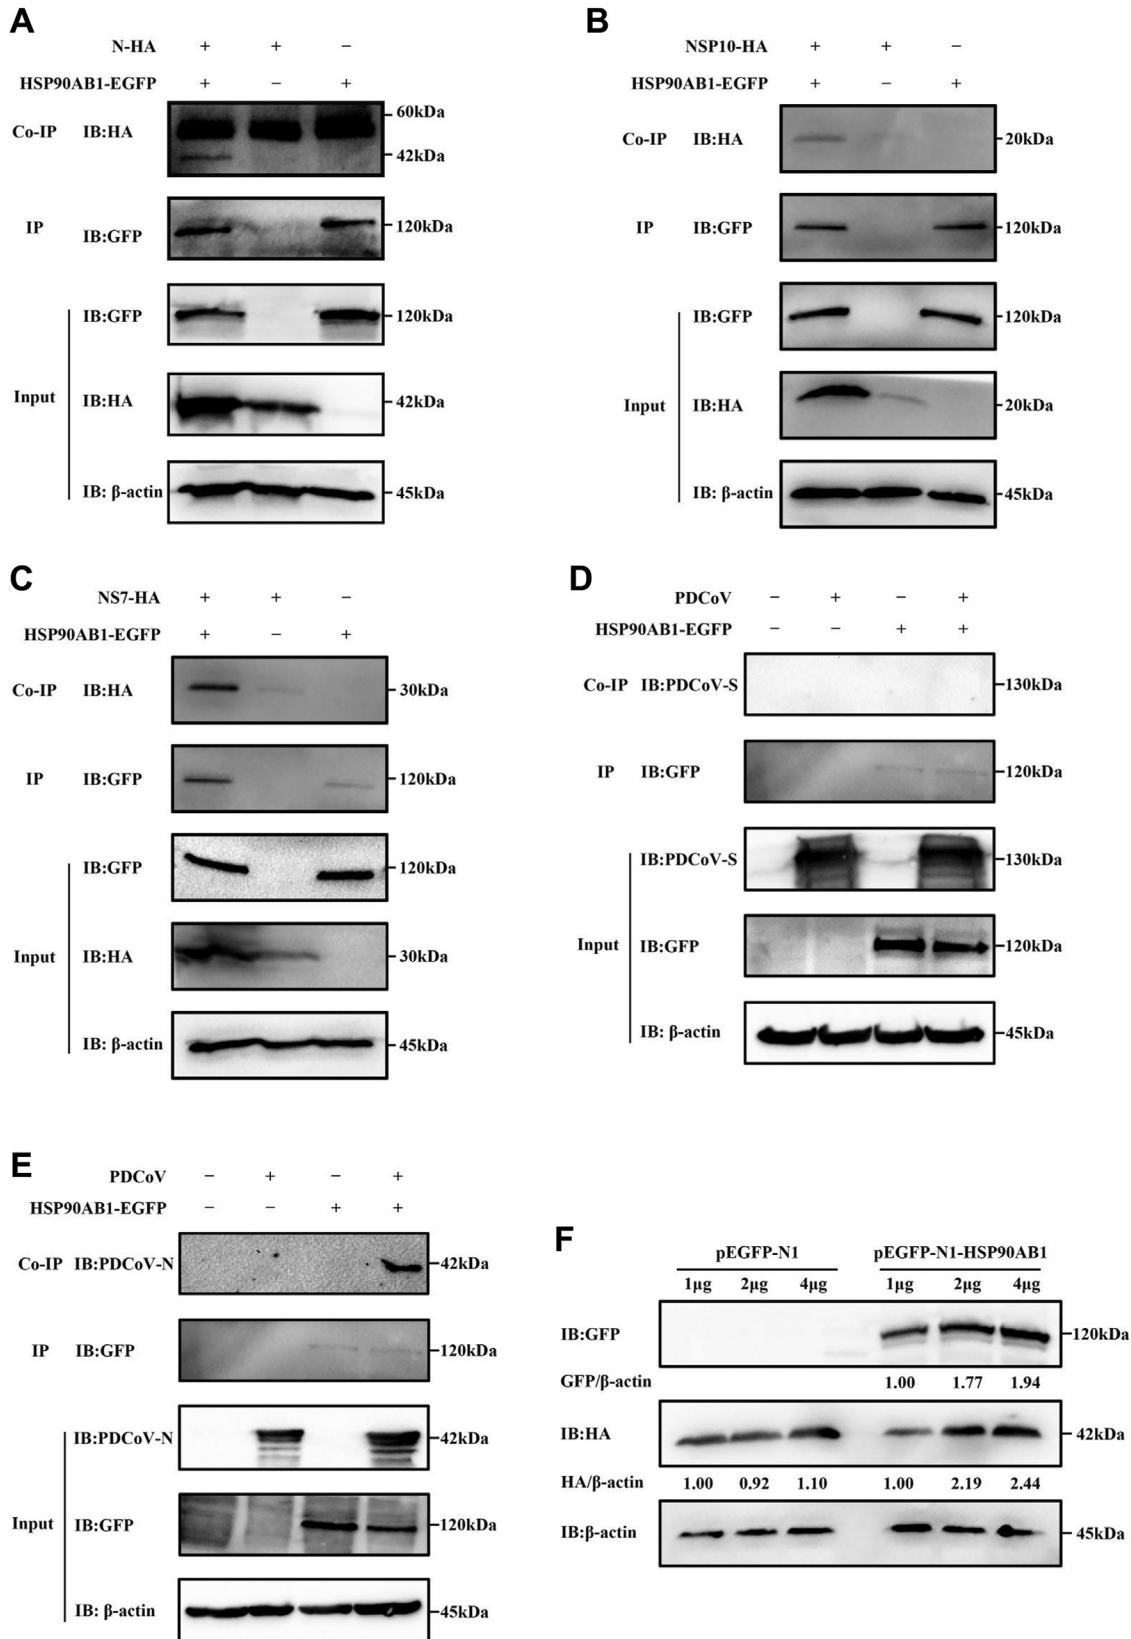 A
N-HA + + −
HSP90AB1-EGFP + − +
Co-IP IB:HA 60kDa
42kDa
IP IB:GFP 120kDa
Input IB:GFP 120kDa
IB:HA 42kDa
IB: β-actin 45kDa
B
NSP10-HA + + −
HSP90AB1-EGFP + − +
Co-IP IB:HA 20kDa
IP IB:GFP 120kDa
Input IB:GFP 120kDa
IB:HA 20kDa
IB: β-actin 45kDa
C
NS7-HA + + −
HSP90AB1-EGFP + − +
Co-IP IB:HA 30kDa
IP IB:GFP 120kDa
Input IB:GFP 120kDa
IB:HA 30kDa
IB: β-actin 45kDa
D
PDCoV − + − +
HSP90AB1-EGFP − − + +
Co-IP IB:PDCoV-S 130kDa
IP IB:GFP 120kDa
Input IB:PDCoV-S 130kDa
IB:GFP 120kDa
IB: β-actin 45kDa
E
PDCoV − + − +
HSP90AB1-EGFP − − + +
Co-IP IB:PDCoV-N 42kDa
IP IB:GFP 120kDa
Input IB:PDCoV-N 42kDa
IB:GFP 120kDa
IB: β-actin 45kDa
F
pEGFP-N1 pEGFP-N1-HSP90AB1
1μg 2μg 4μg 1μg 2μg 4μg
IB:GFP 120kDa
GFP/β-actin 1.00 1.77 1.94
IB:HA 42kDa
HA/β-actin 1.00 0.92 1.10 1.00 2.19 2.44
IB:β-actin 45kDa